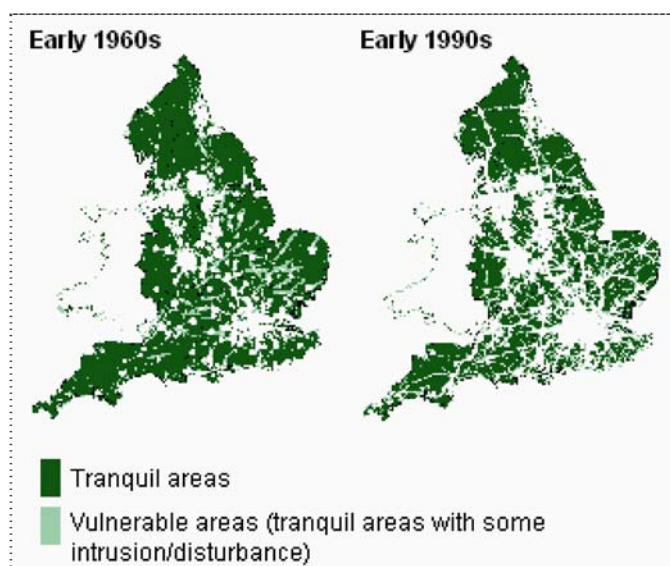 Early 1960s
Early 1990s
Tranquil areas
Vulnerable areas (tranquil areas with some
intrusion/disturbance)